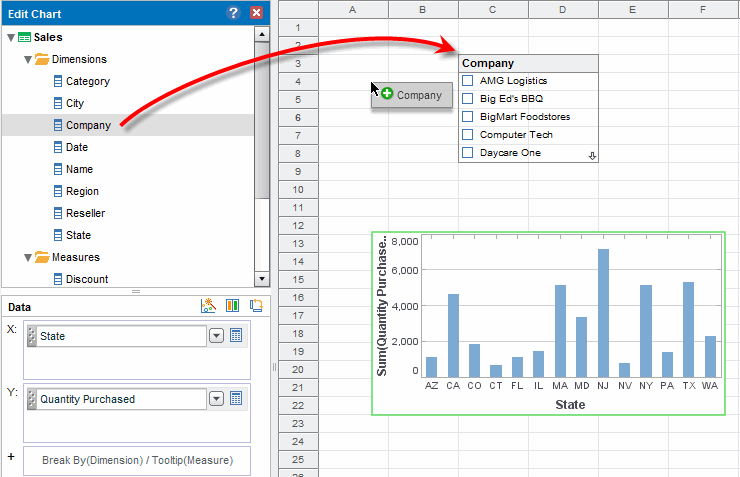 Edit Chart
?
Sales
Dimensions
Category
City
Company
Date
Name
Region
Reseller
State
Measures
Discount
Data
X:
State
Y:
Quantity Purchased
+
Break By(Dimension) / Tooltip(Measure)
A B C D E F
1
2
3
4
5
6
7
8
9
10
11
12
13
14
15
16
17
18
19
20
21
22
23
24
25
26
Company
Company
AMG Logistics
Big Ed's BBQ
BigMart Foodstores
Computer Tech
Daycare One
Sum(Quantity Purchase..
8,000
6,000
4,000
2,000
0
AZ CA CO CT FL IL MA MD NJ NV NY PA TX WA
State